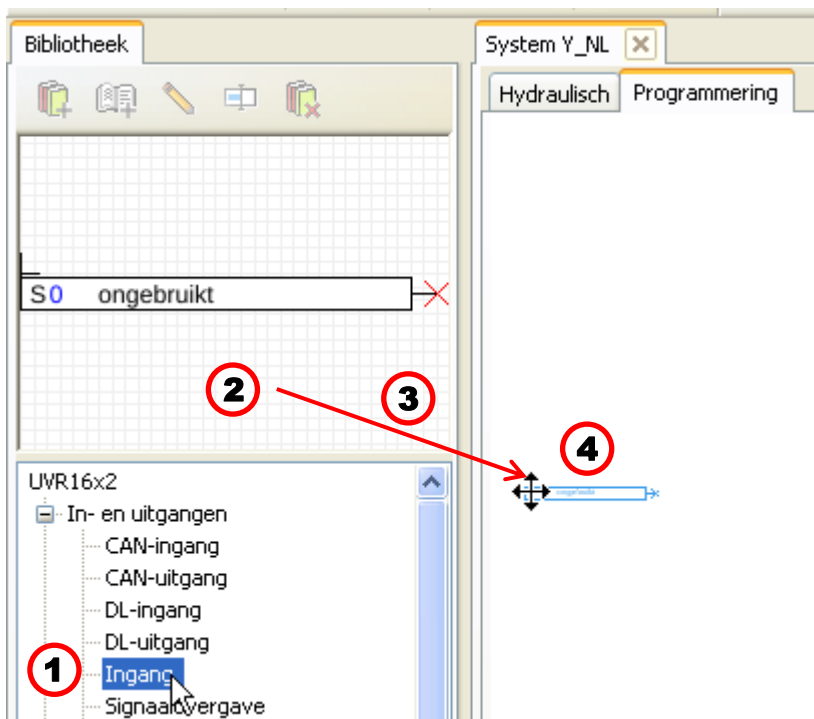 Bibliotheek
System Y_NL
Hydraulisch
Programmering
S 0 ongebruikt
2
3
4
UVR16x2
In- en uitgangen
CAN-ingang
CAN-uitgang
DL-ingang
DL-uitgang
1
Ingang